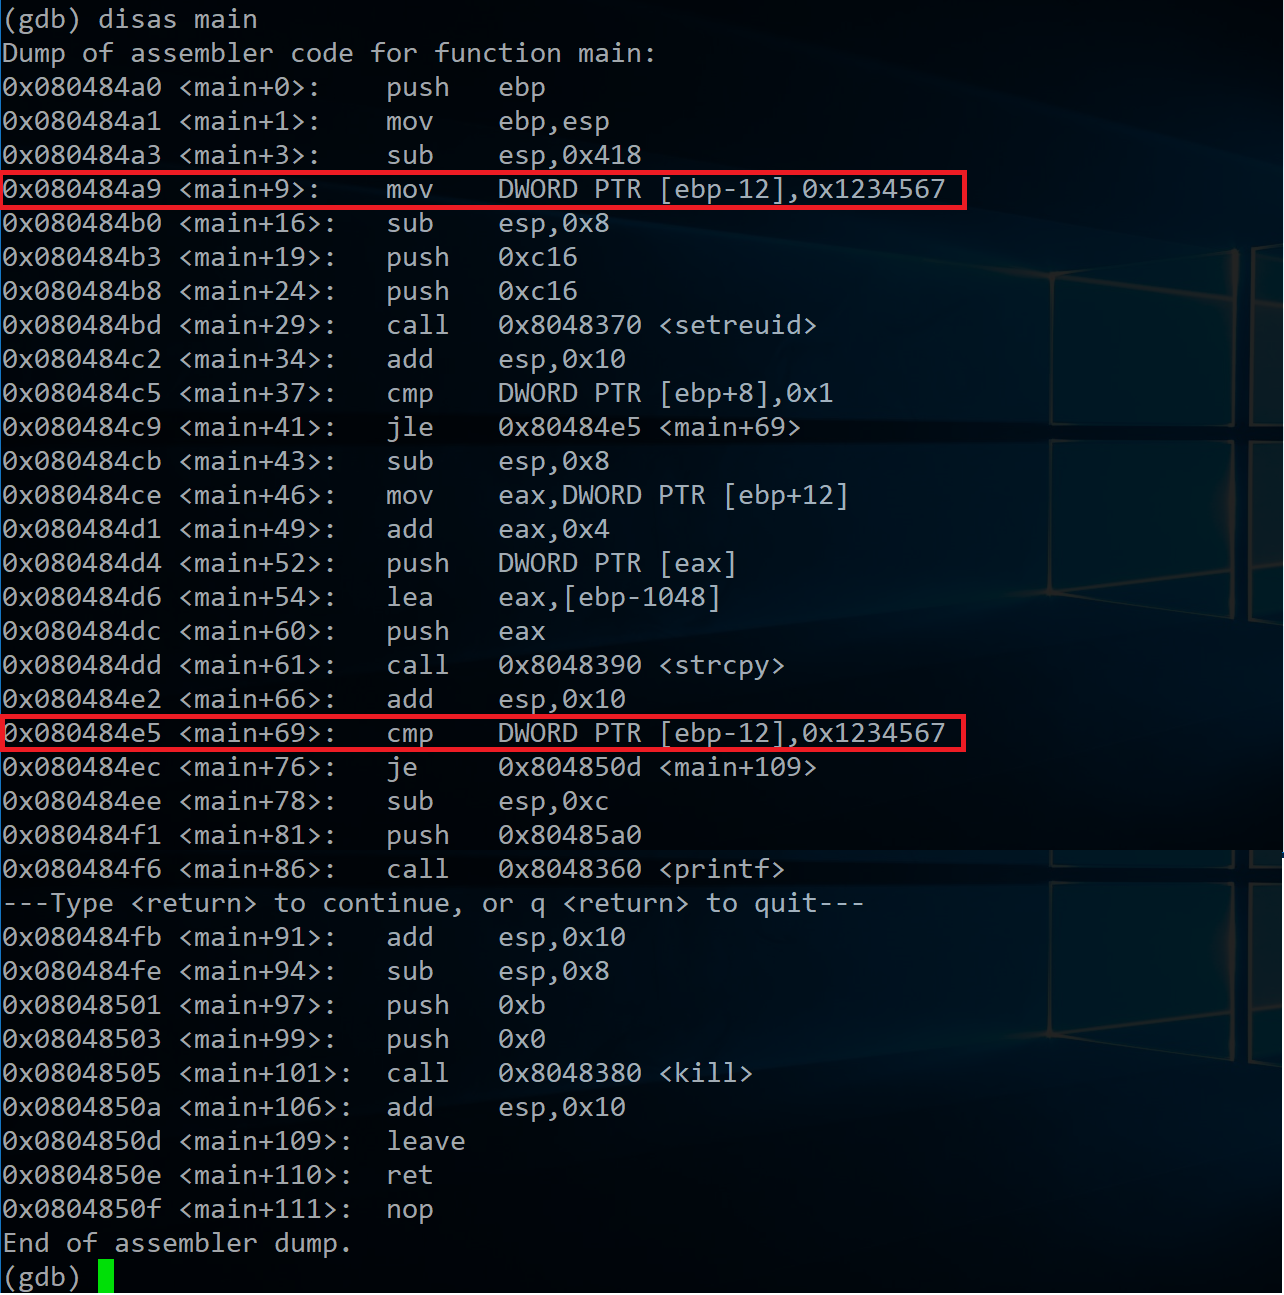 (gdb) disas main
Dump of assembler code for function main:
0x080484a0 <main+0>:    push   ebp
0x080484a1 <main+1>:    mov    ebp,esp
0x080484a3 <main+3>:    sub    esp,0x418
0x080484a9 <main+9>:    mov    DWORD PTR [ebp-12],0x1234567
0x080484b0 <main+16>:   sub    esp,0x8
0x080484b3 <main+19>:   push   0xc16
0x080484b8 <main+24>:   push   0xc16
0x080484bd <main+29>:   call   0x8048370 <setreuid>
0x080484c2 <main+34>:   add    esp,0x10
0x080484c5 <main+37>:   cmp    DWORD PTR [ebp+8],0x1
0x080484c9 <main+41>:   jle    0x80484e5 <main+69>
0x080484cb <main+43>:   sub    esp,0x8
0x080484ce <main+46>:   mov    eax,DWORD PTR [ebp+12]
0x080484d1 <main+49>:   add    eax,0x4
0x080484d4 <main+52>:   push   DWORD PTR [eax]
0x080484d6 <main+54>:   lea    eax,[ebp-1048]
0x080484dc <main+60>:   push   eax
0x080484dd <main+61>:   call   0x8048390 <strcpy>
0x080484e2 <main+66>:   add    esp,0x10
0x080484e5 <main+69>:   cmp    DWORD PTR [ebp-12],0x1234567
0x080484ec <main+76>:   je     0x804850d <main+109>
0x080484ee <main+78>:   sub    esp,0xc
0x080484f1 <main+81>:   push   0x80485a0
0x080484f6 <main+86>:   call   0x8048360 <printf>
---Type <return> to continue, or q <return> to quit---
0x080484fb <main+91>:   add    esp,0x10
0x080484fe <main+94>:   sub    esp,0x8
0x08048501 <main+97>:   push   0xb
0x08048503 <main+99>:   push   0x0
0x08048505 <main+101>:  call   0x8048380 <kill>
0x0804850a <main+106>:  add    esp,0x10
0x0804850d <main+109>:  leave
0x0804850e <main+110>:  ret
0x0804850f <main+111>:  nop
End of assembler dump.
(gdb)